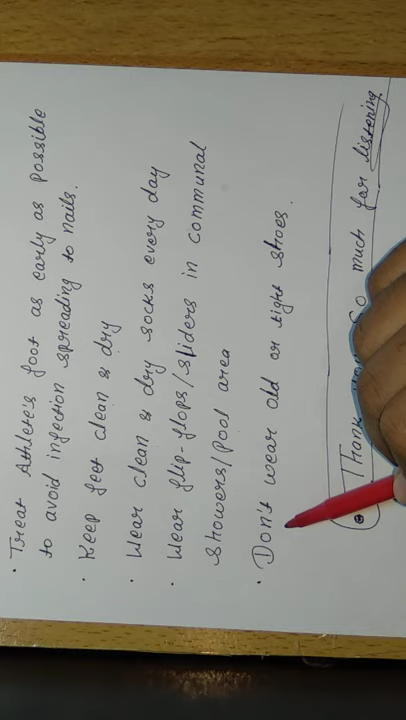 • Treat Athlete's foot as early as possible
to avoid infection spreading to nails.
• Keep feet clean & dry
• Wear clean & dry socks every day
• Wear flip-flops/sliders in communal
showers/pool area
• Don't wear old or tight shoes.
Thank so much for listening